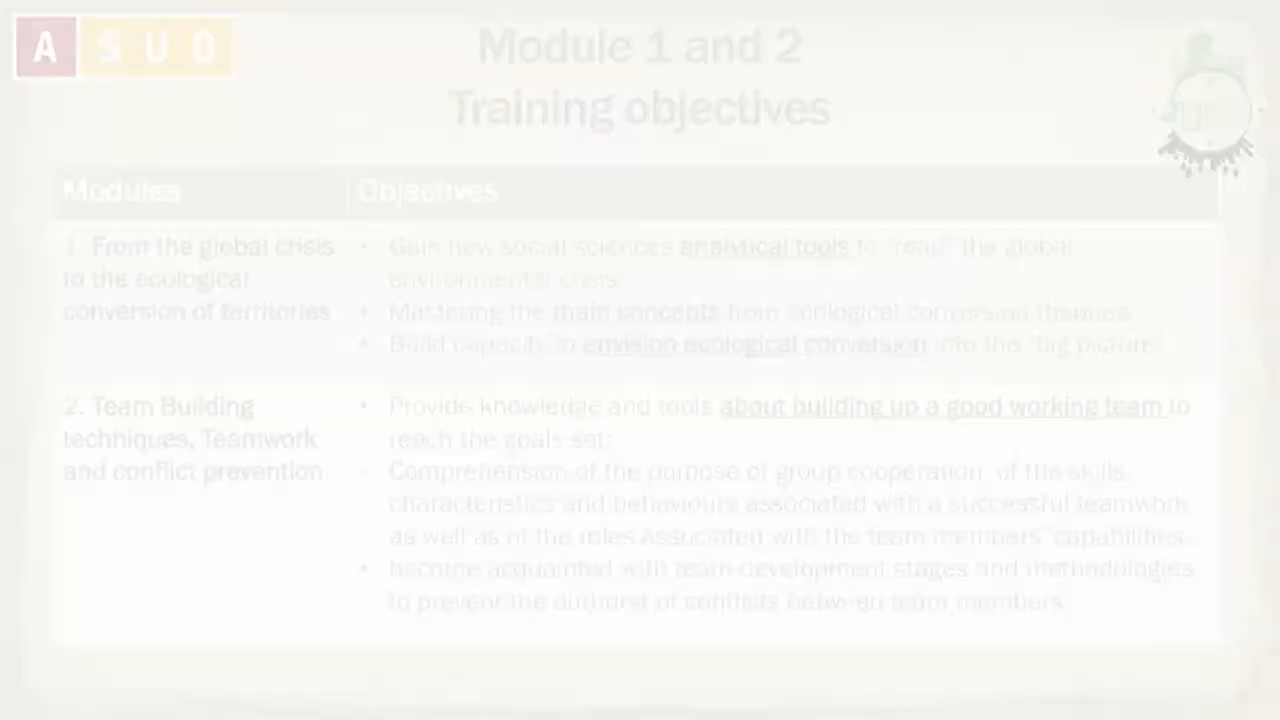 A S U D
Module 1 and 2
Training objectives
Modules
Objectives
1. From the global crisis
to the ecological
conversion of territories
• Gain new social sciences analytical tools to "read" the global
environmental crisis.
• Mastering the main concepts from ecological conversion themes
• Build capacity to envision ecological conversion into the "big picture"
2. Team Building
techniques, Teamwork
and conflict prevention
• Provide knowledge and tools about building up a good working team to
reach the goals set;
• Comprehension of the purpose of group cooperation of the skills
characteristics and behaviours associated with a successful teamwork
as well as of the roles associated with the team members' capabilities.
• become acquainted with team development stages and methodologies
to prevent the outburst of conflicts between team members